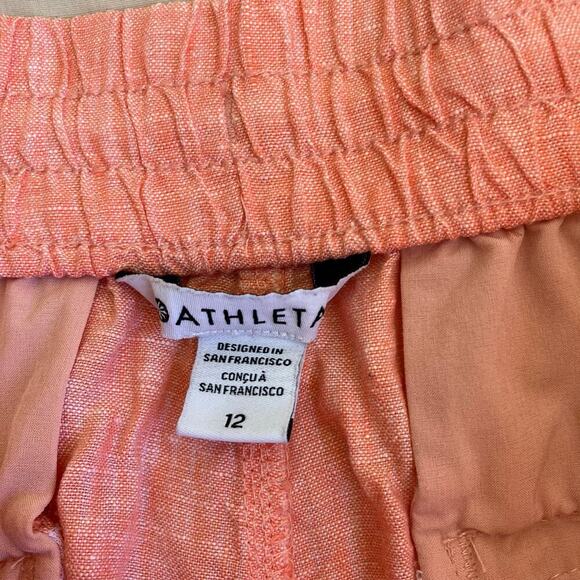 ATHLETA
DESIGNED IN
SAN FRANCISCO
CONÇU À
SAN FRANCISCO
12